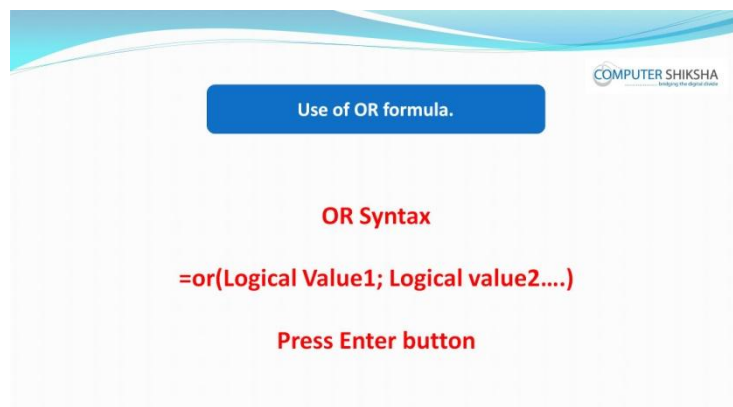 COMPUTER SHIKSHA
bridging the digital divide
Use of OR formula.
OR Syntax
=or(Logical Value1; Logical value2....)
Press Enter button